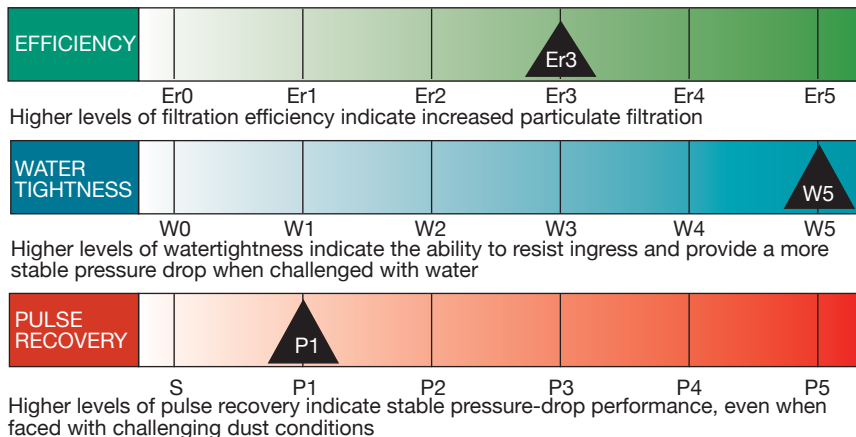 EFFICIENCY
Er3
Er0 Er1 Er2 Er3 Er4 Er5
Higher levels of filtration efficiency indicate increased particulate filtration
WATER
TIGHTNESS
W5
W0 W1 W2 W3 W4 W5
Higher levels of watertightness indicate the ability to resist ingress and provide a more
stable pressure drop when challenged with water
PULSE
RECOVERY
P1
S P1 P2 P3 P4 P5
Higher levels of pulse recovery indicate stable pressure-drop performance, even when
faced with challenging dust conditions